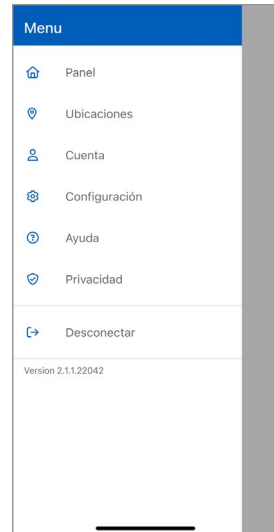 Menu
Panel
Ubicaciones
Cuenta
Configuración
Ayuda
Privacidad
Desconectar
Version 2.1.1.22042